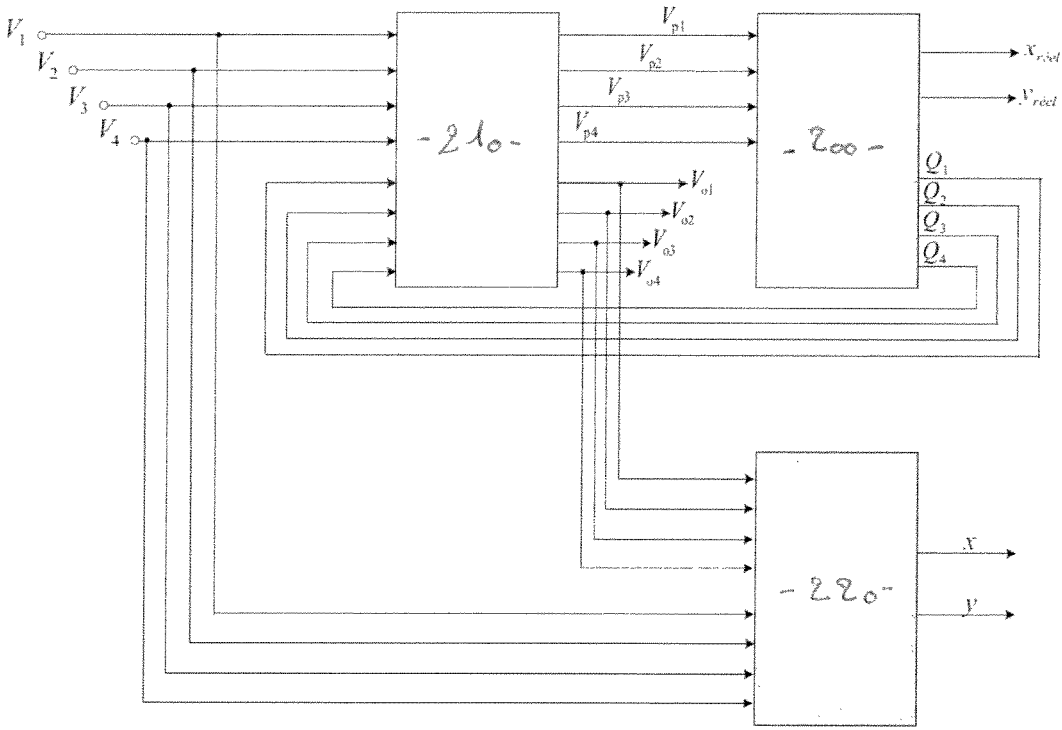 V1
V2
V3
V4
Vp1
Vp2
Vp3
Vp4
- 210 -
- 200 -
xréel
yréel
Q1
Q2
Q3
Q4
Vo1
Vo2
Vo3
Vo4
- 220 -
x
y